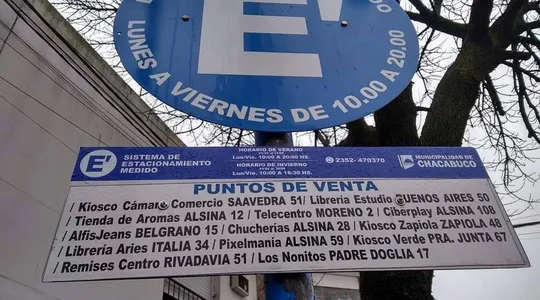 E'
LUNES A VIERNES DE 10.00 A 20.00
E' SISTEMA DE ESTACIONAMIENTO MEDIDO
HORARIO DE VERANO
Lun/Vie: 10:00 A 20:00 HS.
HORARIO DE INVIERNO
Lun/Vie: 10:00 A 18:30 HS.
2352-470370
MUNICIPALIDAD DE CHACABUCO
PUNTOS DE VENTA
/ Kiosco Cámara Comercio SAAVEDRA 51/ Libreria Estudio BUENOS AIRES 50
/ Tienda de Aromas ALSINA 12 / Telecentro MORENO 2 / Ciberplay ALSINA 108
/ AlfisJeans BELGRANO 15 / Chucherias ALSINA 28 / Kiosco Zapiola ZAPIOLA 48
/ Librería Aries ITALIA 34 / Pixelmanía ALSINA 59 / Kiosco Verde PRA. JUNTA 67
/ Remises Centro RIVADAVIA 51 / Los Nonitos PADRE DOGLIA 17